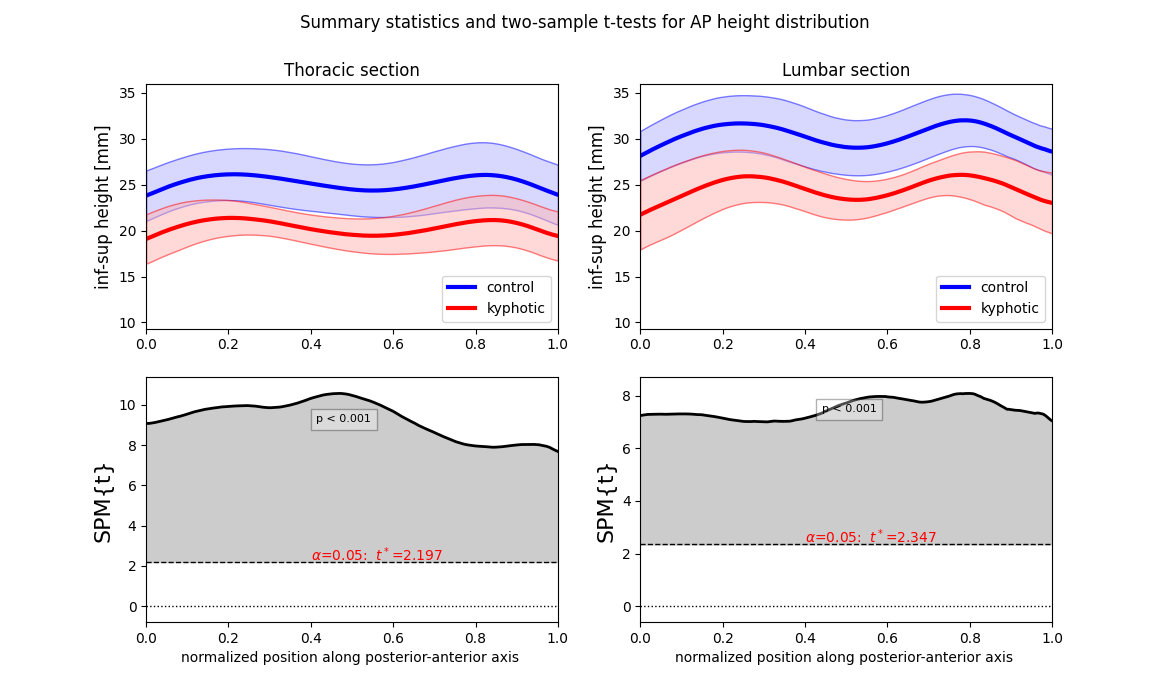 Summary statistics and two-sample t-tests for AP height distribution
Thoracic section
35
30
25
20
15
10
inf-sup height [mm]
control
kyphotic
0.0 0.2 0.4 0.6 0.8 1.0
Lumbar section
35
30
25
20
15
10
inf-sup height [mm]
control
kyphotic
0.0 0.2 0.4 0.6 0.8 1.0
10
8
6
4
2
0
SPM{t}
p < 0.001
α=0.05: t*=2.197
0.0 0.2 0.4 0.6 0.8 1.0
normalized position along posterior-anterior axis
8
6
4
2
0
SPM{t}
p < 0.001
α=0.05: t*=2.347
0.0 0.2 0.4 0.6 0.8 1.0
normalized position along posterior-anterior axis